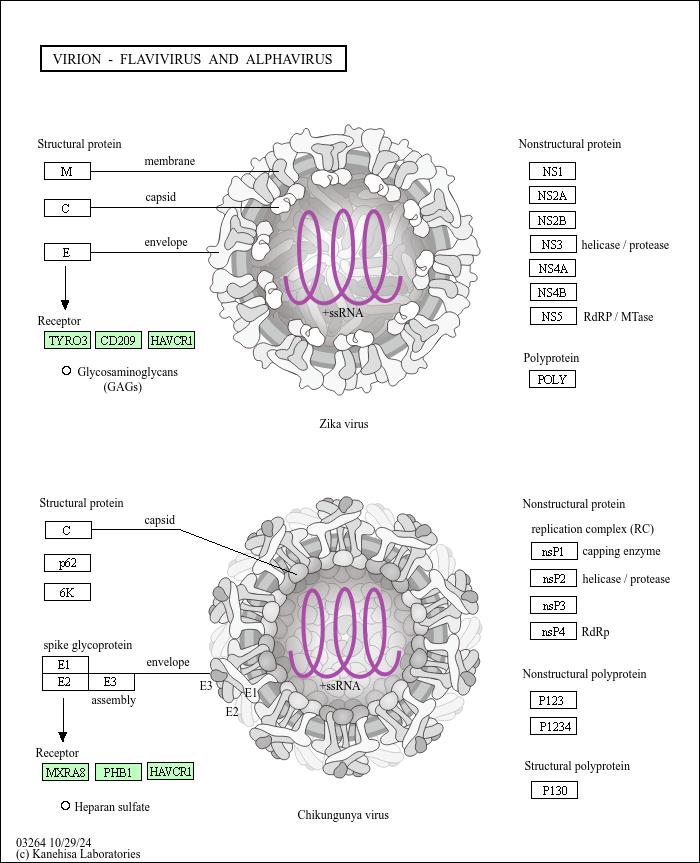 VIRION - FLAVIVIRUS AND ALPHAVIRUS
Structural protein
M
membrane
C
capsid
E
envelope
Receptor
TYRO3 CD209 HAVCR1
Glycosaminoglycans
(GAGs)
+ssRNA
Zika virus
Nonstructural protein
NS1
NS2A
NS2B
NS3 helicase / protease
NS4A
NS4B
NS5 RdRP / MTase
Polyprotein
POLY
Structural protein
C
capsid
p62
6K
spike glycoprotein
E1
E2 E3
envelope
assembly
Receptor
MXRA8 PHB1 HAVCR1
Heparan sulfate
E3
E1
E2
+ssRNA
Chikungunya virus
Nonstructural protein
replication complex (RC)
nsP1 capping enzyme
nsP2 helicase / protease
nsP3
nsP4 RdRp
Nonstructural polyprotein
P123
P1234
Structural polyprotein
P130
03264 10/29/24
(c) Kanehisa Laboratories